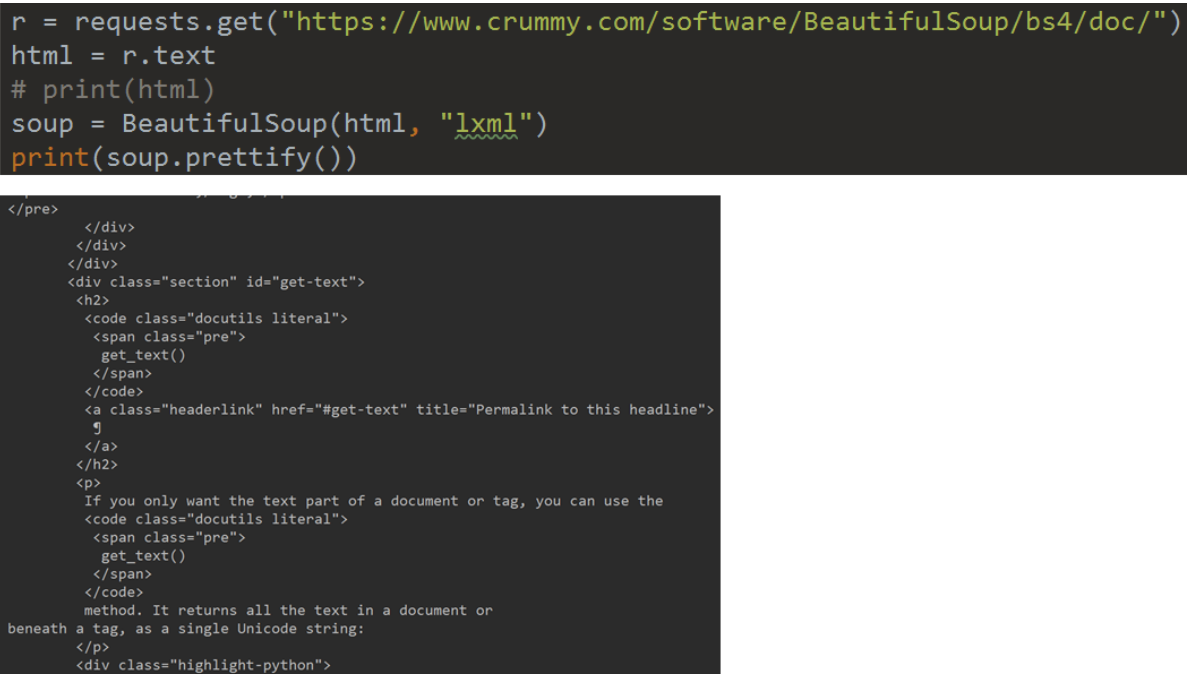 r = requests.get("https://www.crummy.com/software/BeautifulSoup/bs4/doc/")
html = r.text
# print(html)
soup = BeautifulSoup(html, "lxml")
print(soup.prettify())
</pre>
</div>
</div>
</div>
<div class="section" id="get-text">
<h2>
<code class="docutils literal">
<span class="pre">
get_text()
</span>
</code>
<a class="headerlink" href="#get-text" title="Permalink to this headline">
¶
</a>
</h2>
<p>
If you only want the text part of a document or tag, you can use the
<code class="docutils literal">
<span class="pre">
get_text()
</span>
</code>
method. It returns all the text in a document or
beneath a tag, as a single Unicode string:
</p>
<div class="highlight-python">